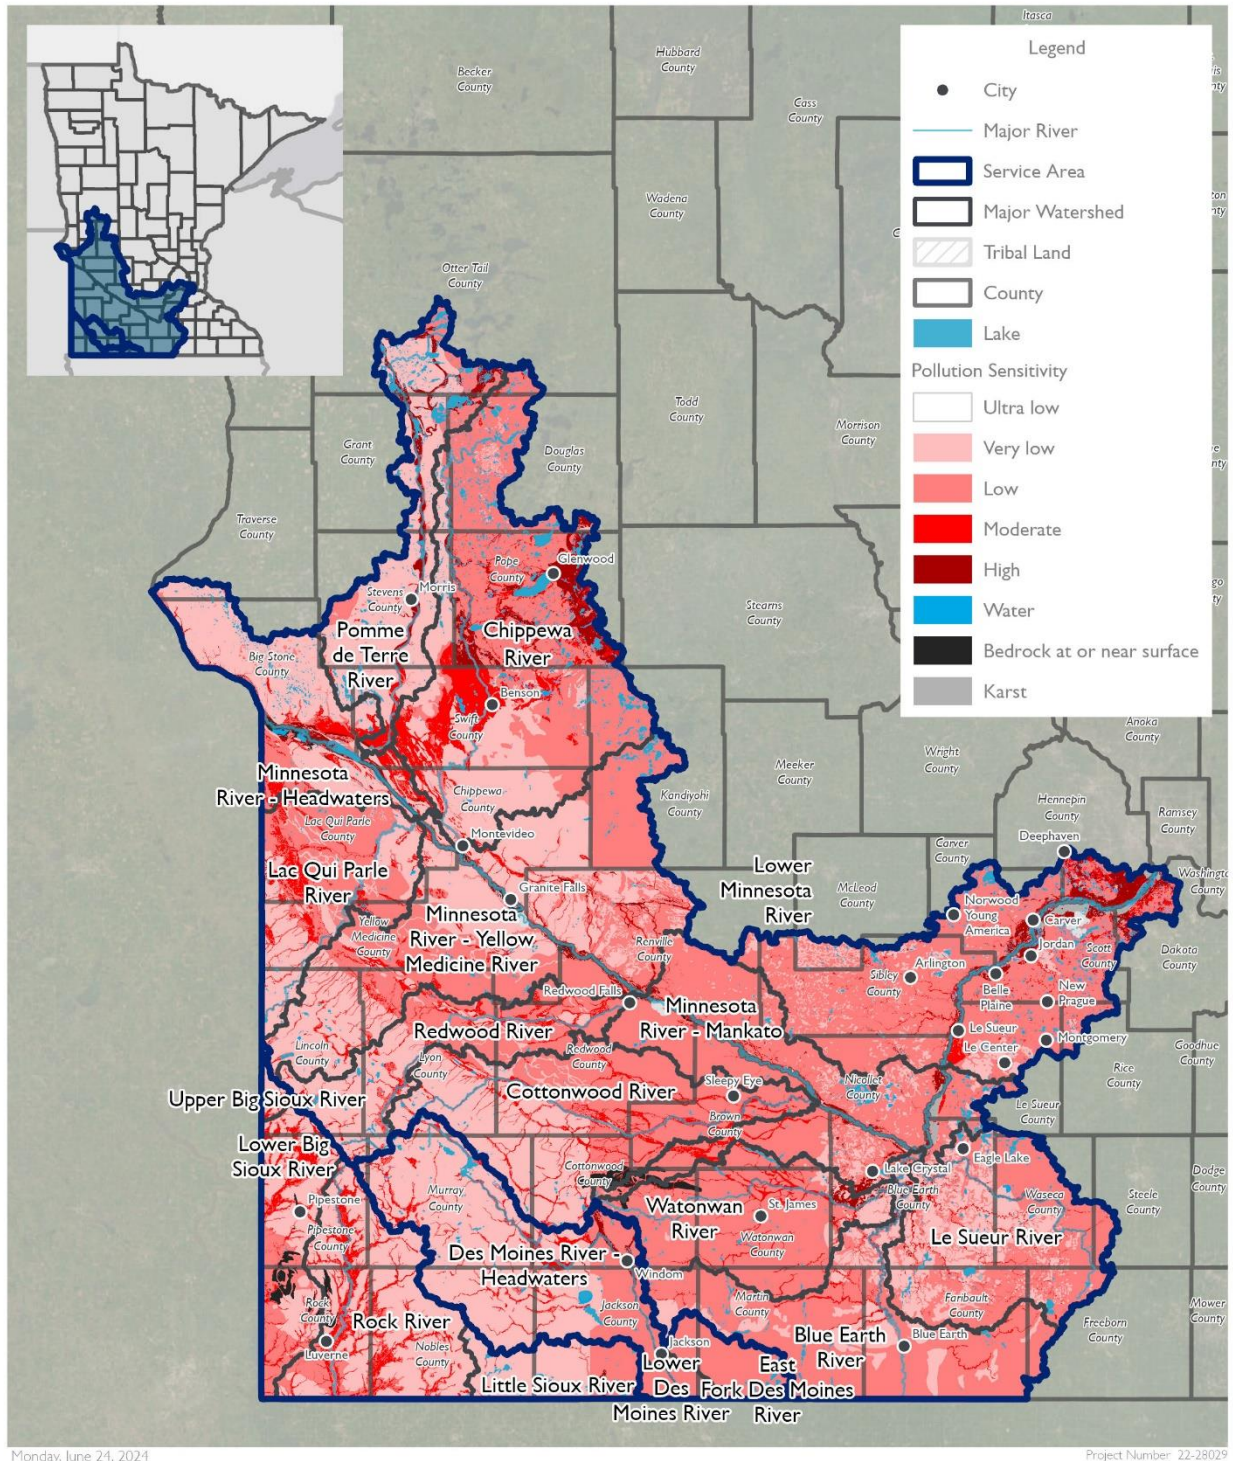 Itasca
Hubbard
County
Becker
County
Cass
County
Wadena
County
Otter Tail
County
Todd
County
Morrison
County
Grant
County
Douglas
County
Traverse
County
Legend
City
Major River
Service Area
Major Watershed
Tribal Land
County
Lake
Pollution Sensitivity
Ultra low
Very low
Low
Moderate
High
Water
Bedrock at or near surface
Karst
Pope
County
Glenwood
Stevens
County
Morris
Stearns
County
Pomme
de Terre
River
Chippewa
River
Big Stone
County
Benson
Swift
County
Anoka
County
Wright
County
Meeker
County
Minnesota
River - Headwaters
Chippewa
County
Kandiyohi
County
Hennepin
County
Ramsey
County
Lac Qui Parle
County
Montevideo
Deephaven
Carver
County
Washington
County
Lac Qui Parle
River
Granite Falls
Lower
Minnesota
River
McLeod
County
Norwood
Young
America
Carver
Minnesota
River - Yellow
Medicine River
Yellow
Medicine
County
Renville
County
Jordan
Scott
County
Dakota
County
Arlington
Sibley
County
Belle
Plaine
New
Prague
Redwood Falls
Minnesota
River - Mankato
Redwood River
Le Sueur
Le Center
Montgomery
Goodhue
County
Rice
County
Lincoln
County
Lyon
County
Redwood
County
Cottonwood River
Sleepy Eye
Nicollet
County
Upper Big Sioux River
Brown
County
Le Sueur
County
Lower Big
Sioux River
Cottonwood
County
Lake Crystal
Eagle Lake
Blue Earth
County
Waseca
County
Steele
County
Dodge
County
Murray
County
Pipestone
Pipestone
County
Watonwan
River
St. James
Watonwan
County
Le Sueur River
Des Moines River -
Headwaters
Windom
Rock
County
Jackson
County
Martin
County
Faribault
County
Freeborn
County
Mower
County
Rock River
Luverne
Nobles
County
Jackson
Blue Earth
River
Blue Earth
Little Sioux River
Lower
Des
Moines River
East
Fork Des Moines
River
Monday, June 24, 2024
Project Number 22-28029